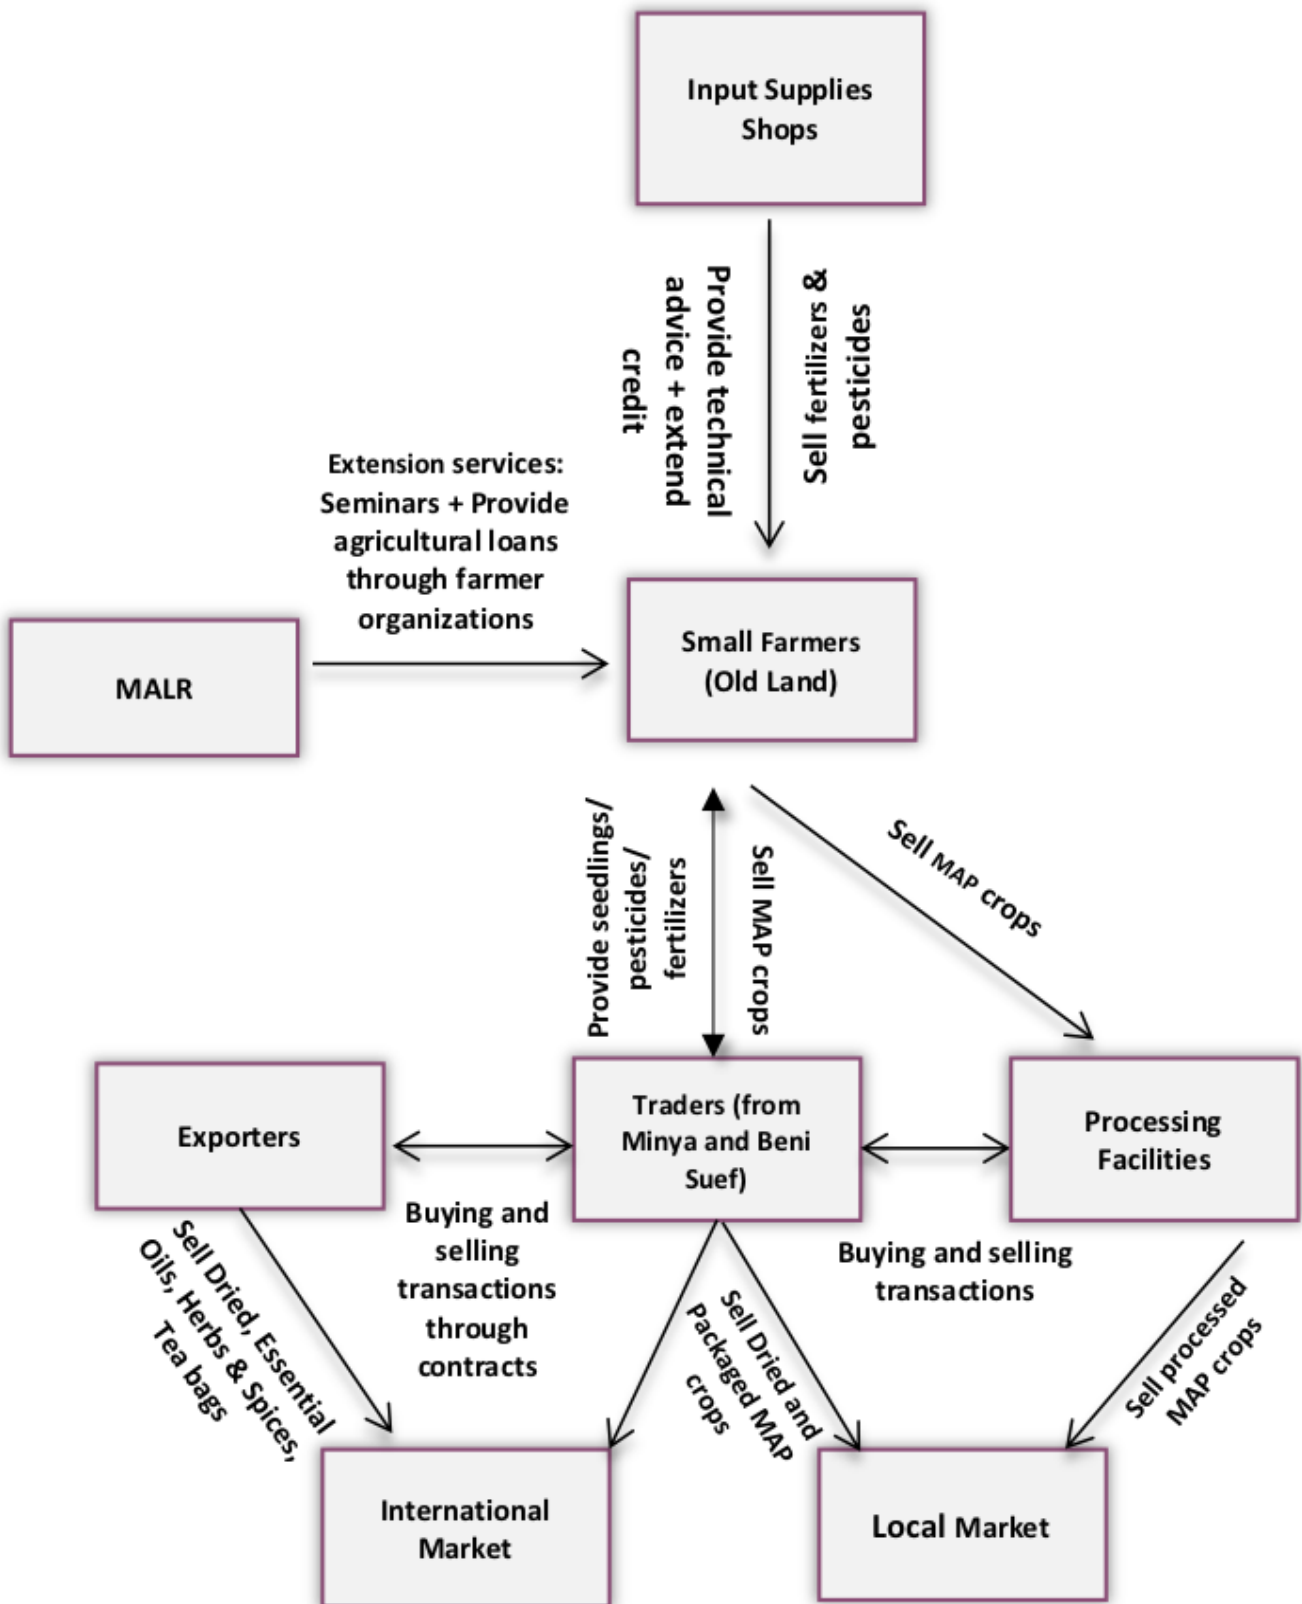 Input Supplies
Shops
Provide technical
advice + extend
credit
Sell fertilizers &
pesticides
Extension services:
Seminars + Provide
agricultural loans
through farmer
organizations
MALR
Small Farmers
(Old Land)
Provide seedlings/
pesticides/
fertilizers
Sell MAP crops
Sell MAP crops
Exporters
Traders (from
Minya and Beni
Suef)
Processing
Facilities
Buying and
selling
transactions
through
contracts
Buying and selling
transactions
Sell Dried, Essential
Oils, Herbs & Spices,
Tea bags
Sell Dried and
Packaged MAP
crops
Sell processed
MAP crops
International
Market
Local Market